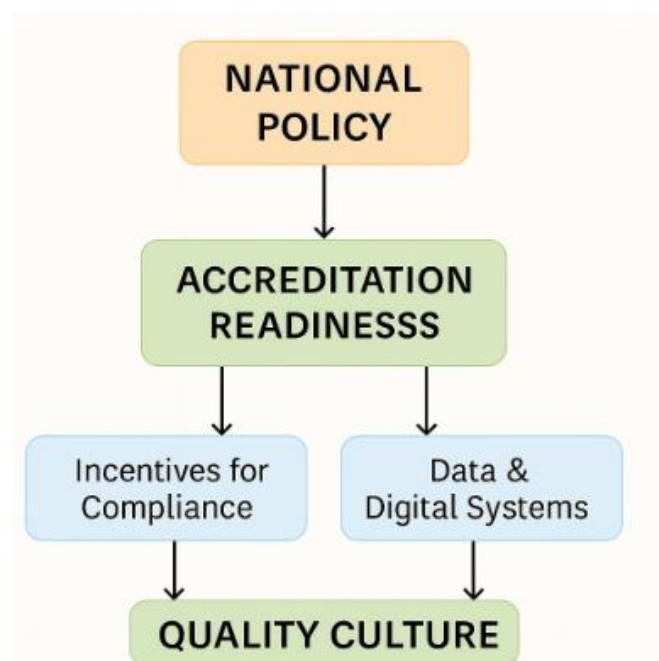 NATIONAL
POLICY
ACCREDITATION
READINESSS
Incentives for
Compliance
Data &
Digital Systems
QUALITY CULTURE